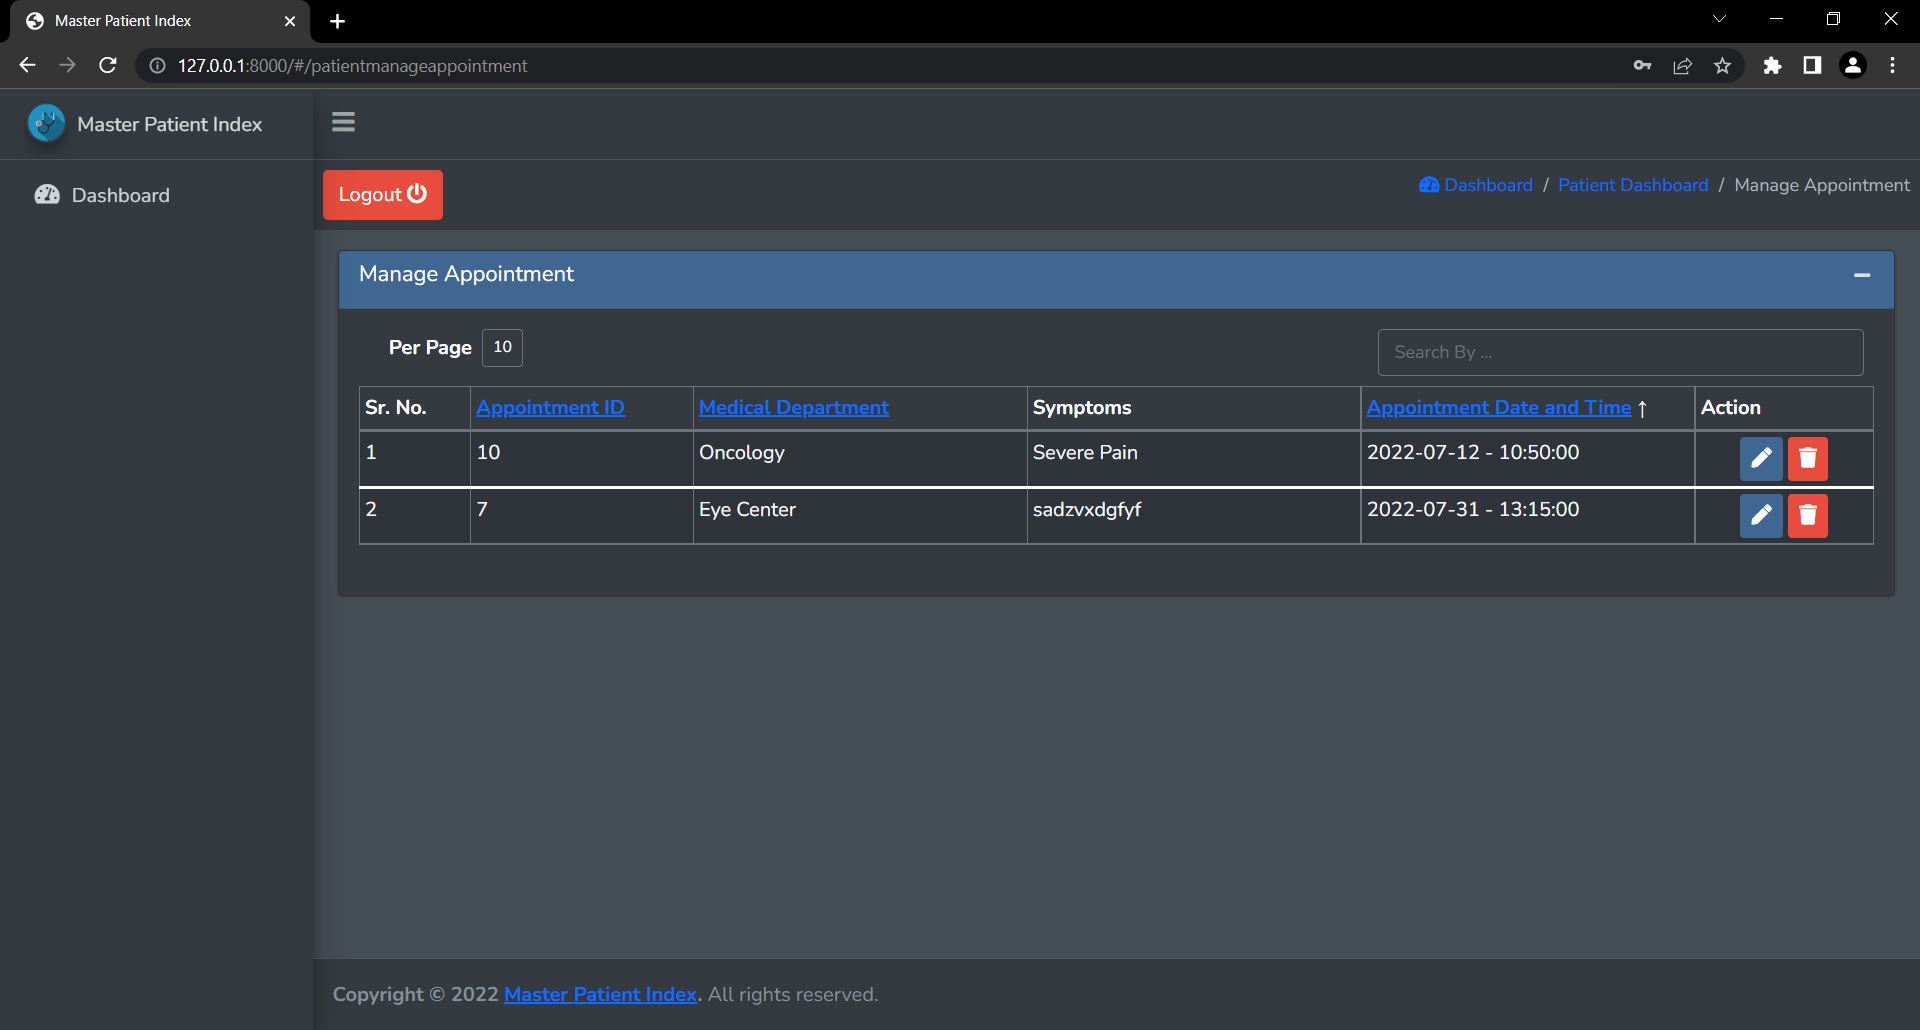 Master Patient Index
127.0.0.1:8000/#/patientmanageappointment
Master Patient Index
Dashboard
Logout
Dashboard / Patient Dashboard / Manage Appointment
Manage Appointment
Per Page 10
Search By ...
Sr. No. Appointment ID Medical Department Symptoms Appointment Date and Time ↑ Action
1 10 Oncology Severe Pain 2022-07-12 - 10:50:00
2 7 Eye Center sadzvxdgfyf 2022-07-31 - 13:15:00
Copyright © 2022 Master Patient Index. All rights reserved.